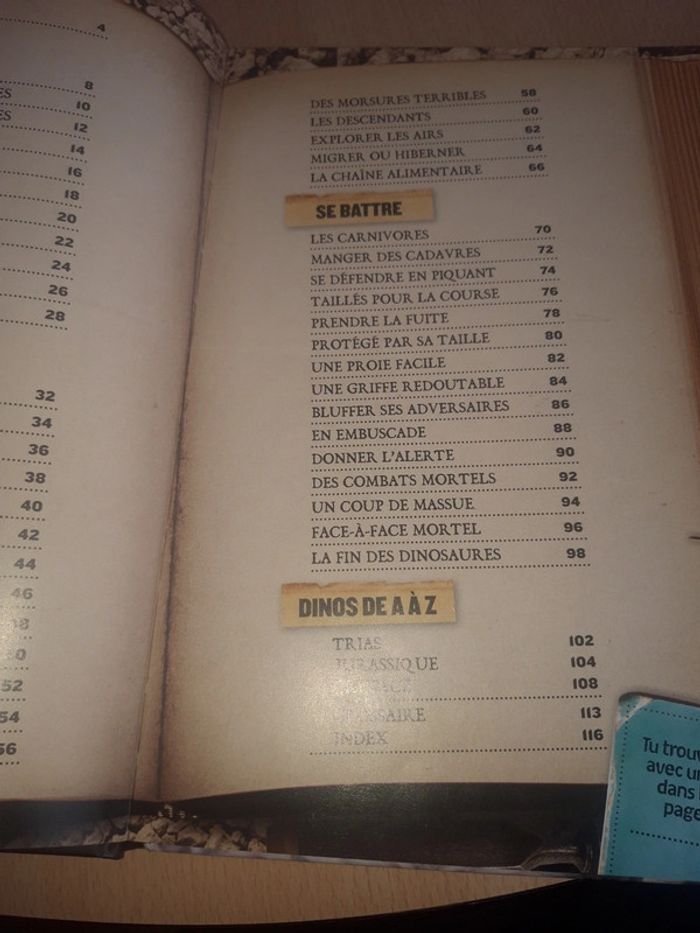 4
8
10
12
14
16
18
20
22
24
26
28
32
34
36
38
40
42
44
46
52
54
56
DES MORSURES TERRIBLES 58
LES DESCENDANTS 60
EXPLORER LES AIRS 62
MIGRER OU HIBERNER 64
LA CHAÎNE ALIMENTAIRE 66
SE BATTRE
LES CARNIVORES 70
MANGER DES CADAVRES 72
SE DÉFENDRE EN PIQUANT 74
TAILLÉS POUR LA COURSE 76
PRENDRE LA FUITE 78
PROTÉGÉ PAR SA TAILLE 80
UNE PROIE FACILE 82
UNE GRIFFE REDOUTABLE 84
BLUFFER SES ADVERSAIRES 86
EN EMBUSCADE 88
DONNER L'ALERTE 90
DES COMBATS MORTELS 92
UN COUP DE MASSUE 94
FACE-À-FACE MORTEL 96
LA FIN DES DINOSAURES 98
DINOS DE A À Z
TRIAS 102
JURASSIQUE 104
108
113
INDEX 116
Tu trouv
avec un
dans
page